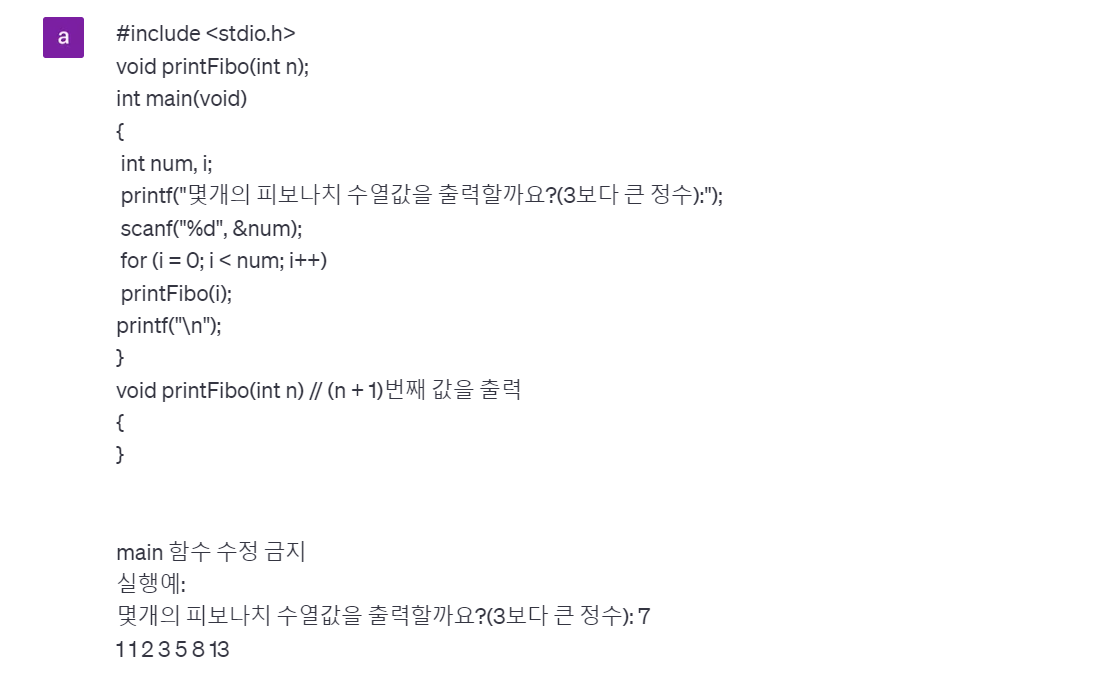 a
#include <stdio.h>
void printFibo(int n);
int main(void)
{
int num, i;
printf("몇개의 피보나치 수열값을 출력할까요?(3보다 큰 정수):");
scanf("%d", &num);
for (i = 0; i < num; i++)
printFibo(i);
printf("\n");
}
void printFibo(int n) // (n + 1)번째 값을 출력
{
}
main 함수 수정 금지
실행예:
몇개의 피보나치 수열값을 출력할까요?(3보다 큰 정수): 7
1 1 2 3 5 8 13